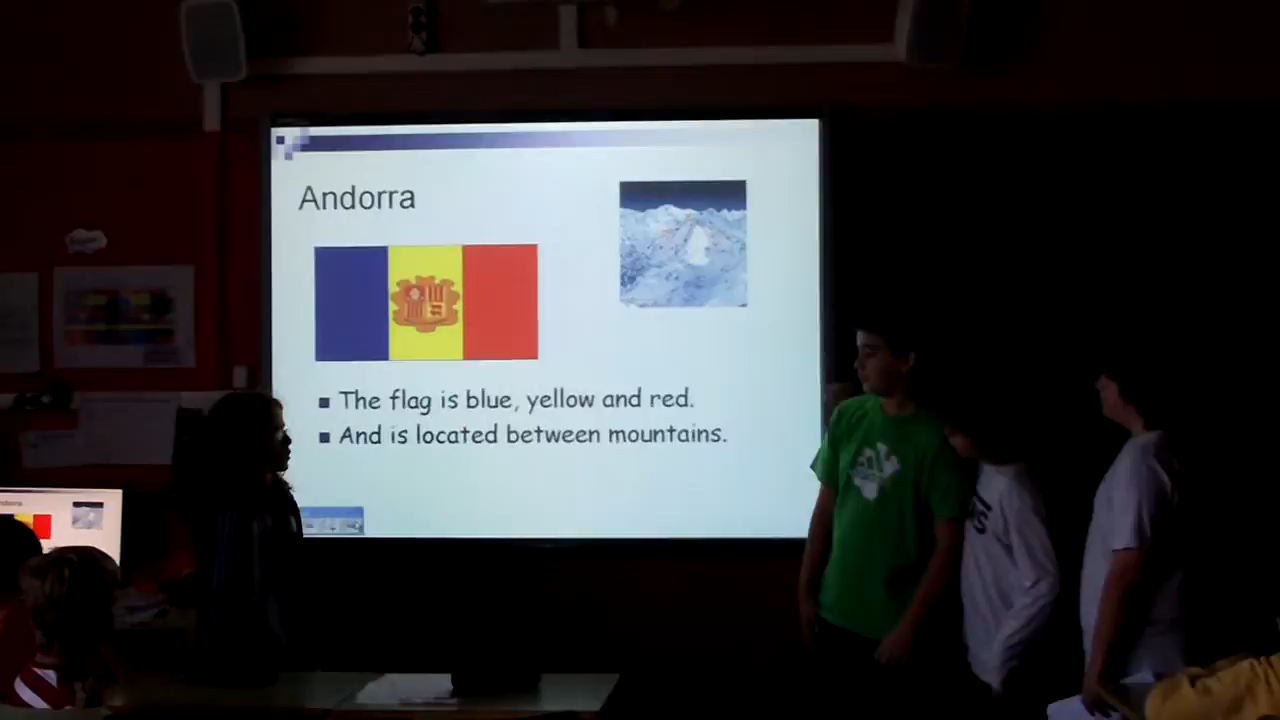 Andorra
The flag is blue, yellow and red.
And is located between mountains.